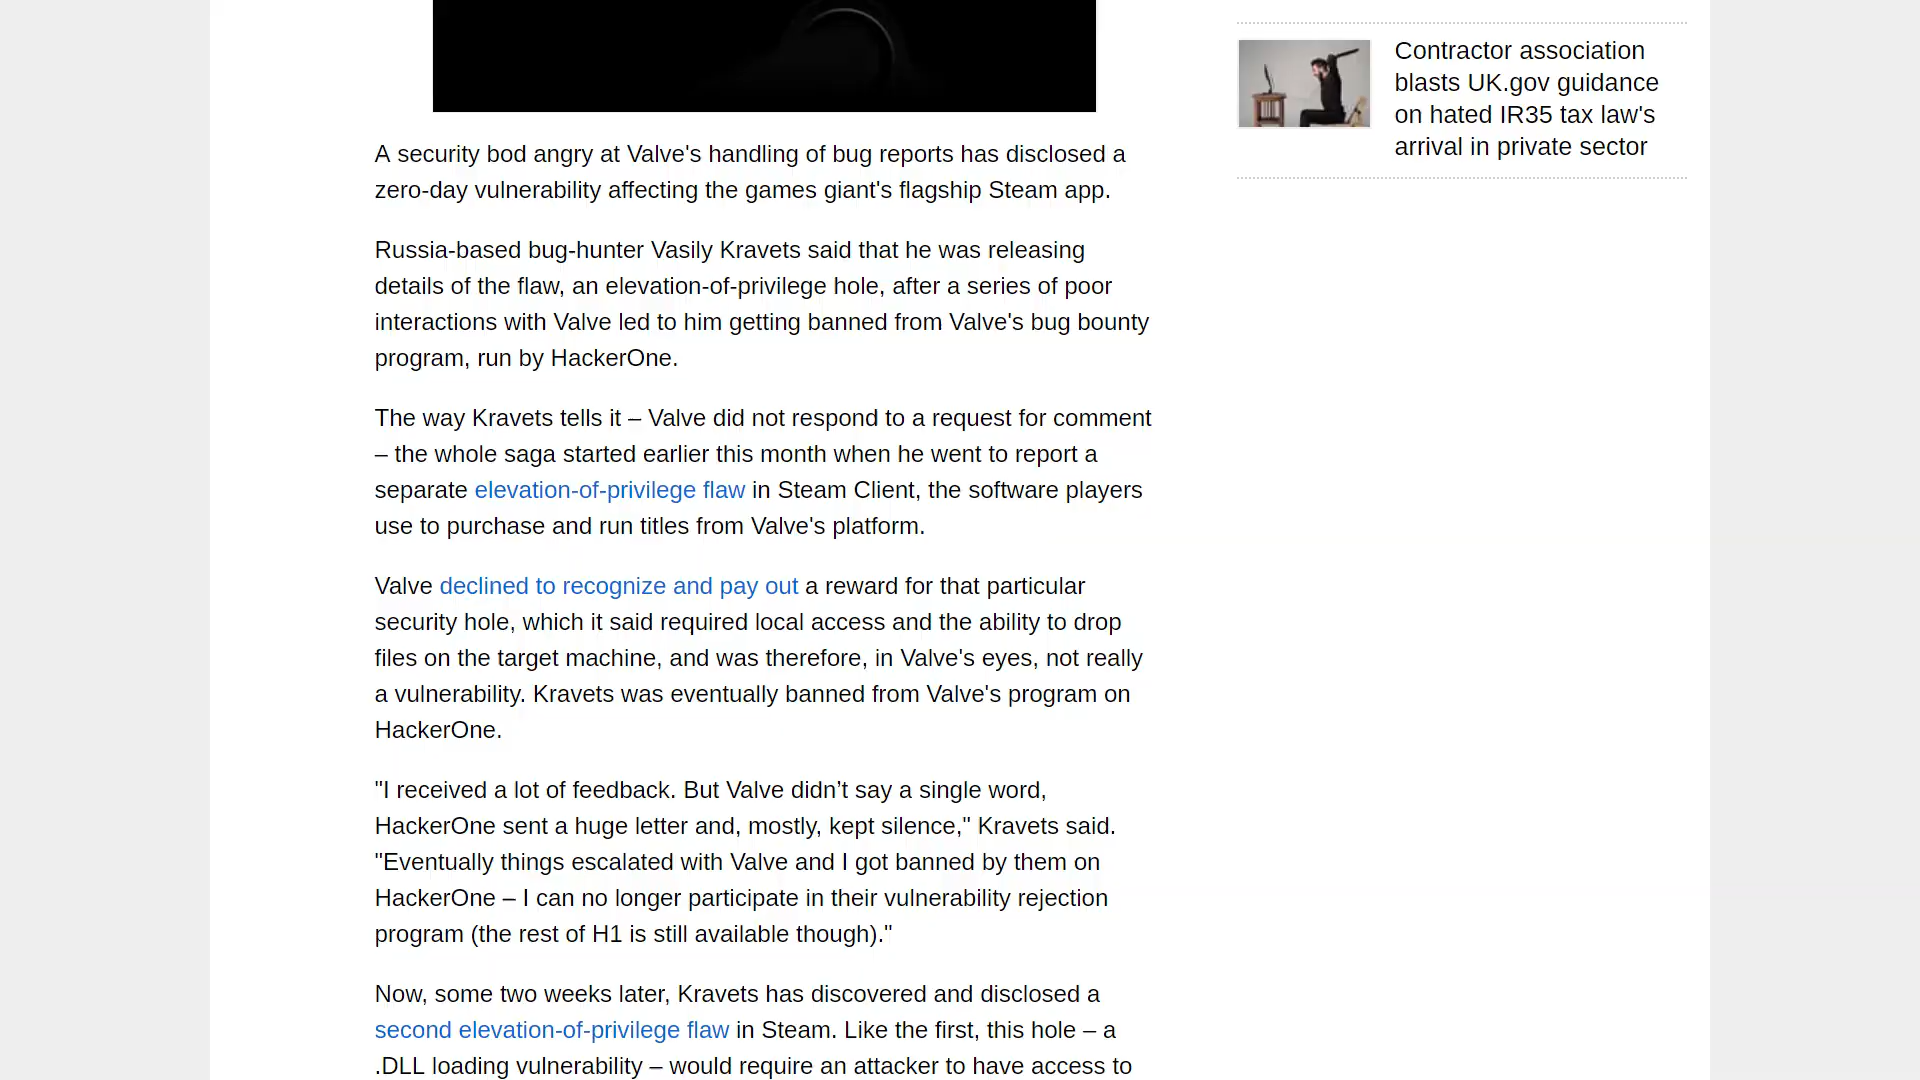 A security bod angry at Valve's handling of bug reports has disclosed a
zero-day vulnerability affecting the games giant's flagship Steam app.
Russia-based bug-hunter Vasily Kravets said that he was releasing
details of the flaw, an elevation-of-privilege hole, after a series of poor
interactions with Valve led to him getting banned from Valve's bug bounty
program, run by HackerOne.
The way Kravets tells it – Valve did not respond to a request for comment
– the whole saga started earlier this month when he went to report a
separate elevation-of-privilege flaw in Steam Client, the software players
use to purchase and run titles from Valve's platform.
Valve declined to recognize and pay out a reward for that particular
security hole, which it said required local access and the ability to drop
files on the target machine, and was therefore, in Valve's eyes, not really
a vulnerability. Kravets was eventually banned from Valve's program on
HackerOne.
"I received a lot of feedback. But Valve didn’t say a single word,
HackerOne sent a huge letter and, mostly, kept silence," Kravets said.
"Eventually things escalated with Valve and I got banned by them on
HackerOne – I can no longer participate in their vulnerability rejection
program (the rest of H1 is still available though)."
Now, some two weeks later, Kravets has discovered and disclosed a
second elevation-of-privilege flaw in Steam. Like the first, this hole – a
.DLL loading vulnerability – would require an attacker to have access to
Contractor association
blasts UK.gov guidance
on hated IR35 tax law's
arrival in private sector